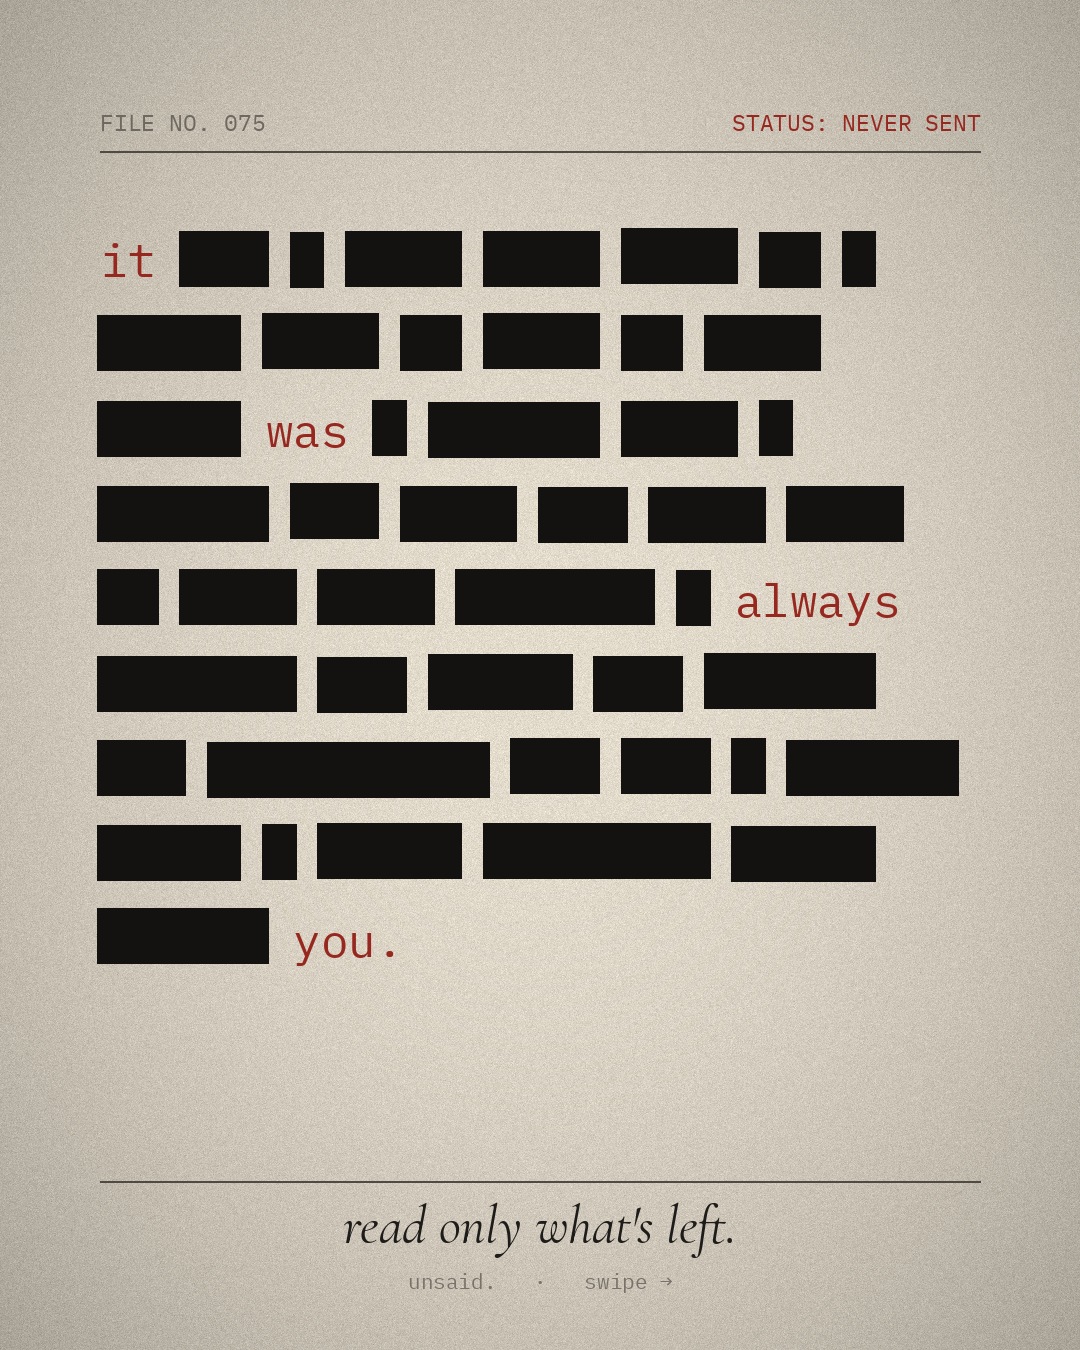 FILE NO. 075
STATUS: NEVER SENT
it
was
always
you.
read only what's left.
unsaid. · swipe →